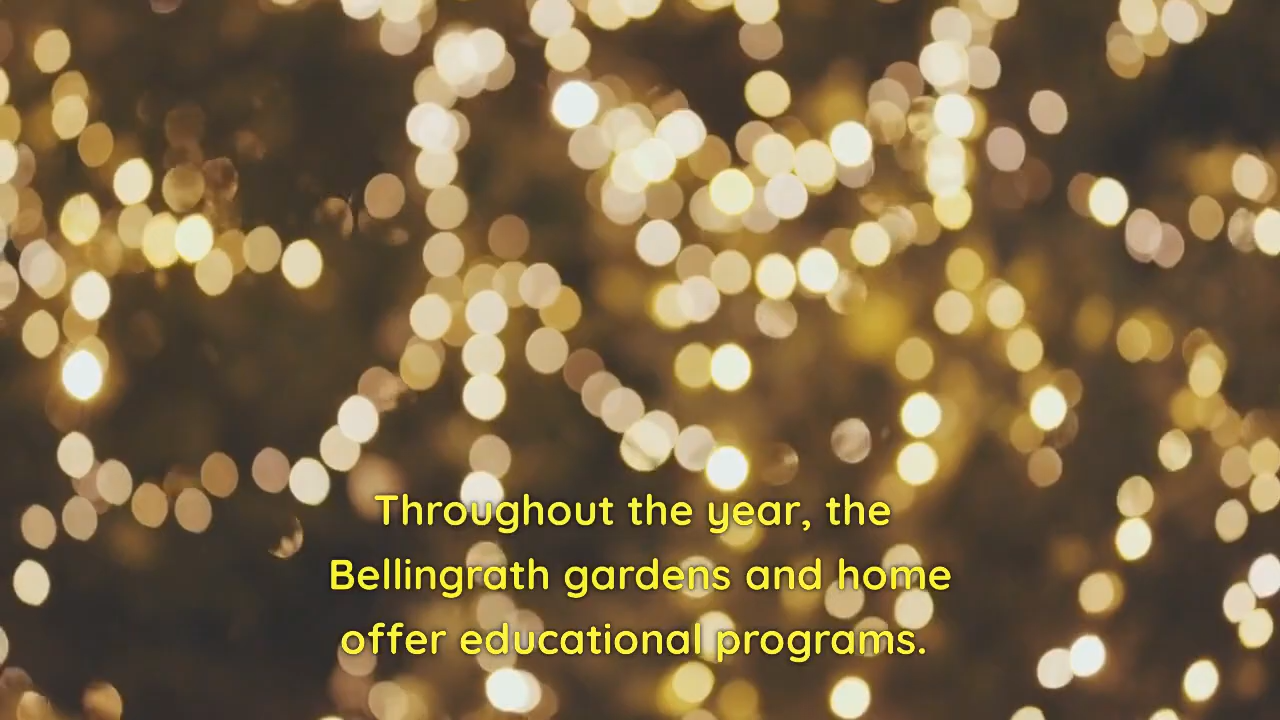 Throughout the year, the
Bellingrath gardens and home
offer educational programs.